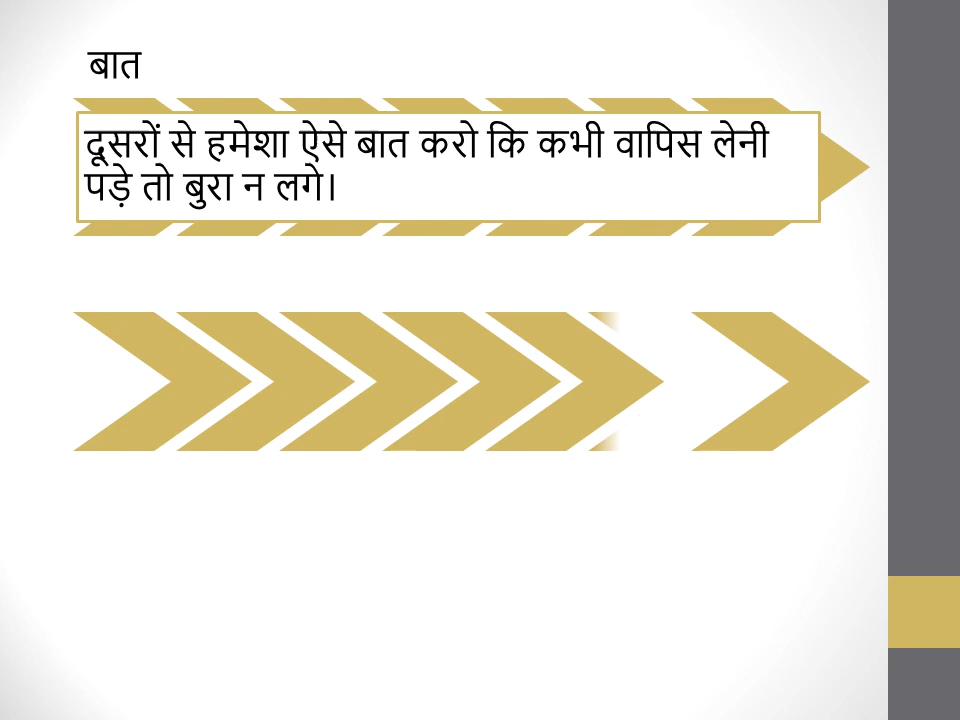 बात
दूसरों से हमेशा ऐसे बात करो कि कभी वापिस लेनी
पड़े तो बुरा न लगे।